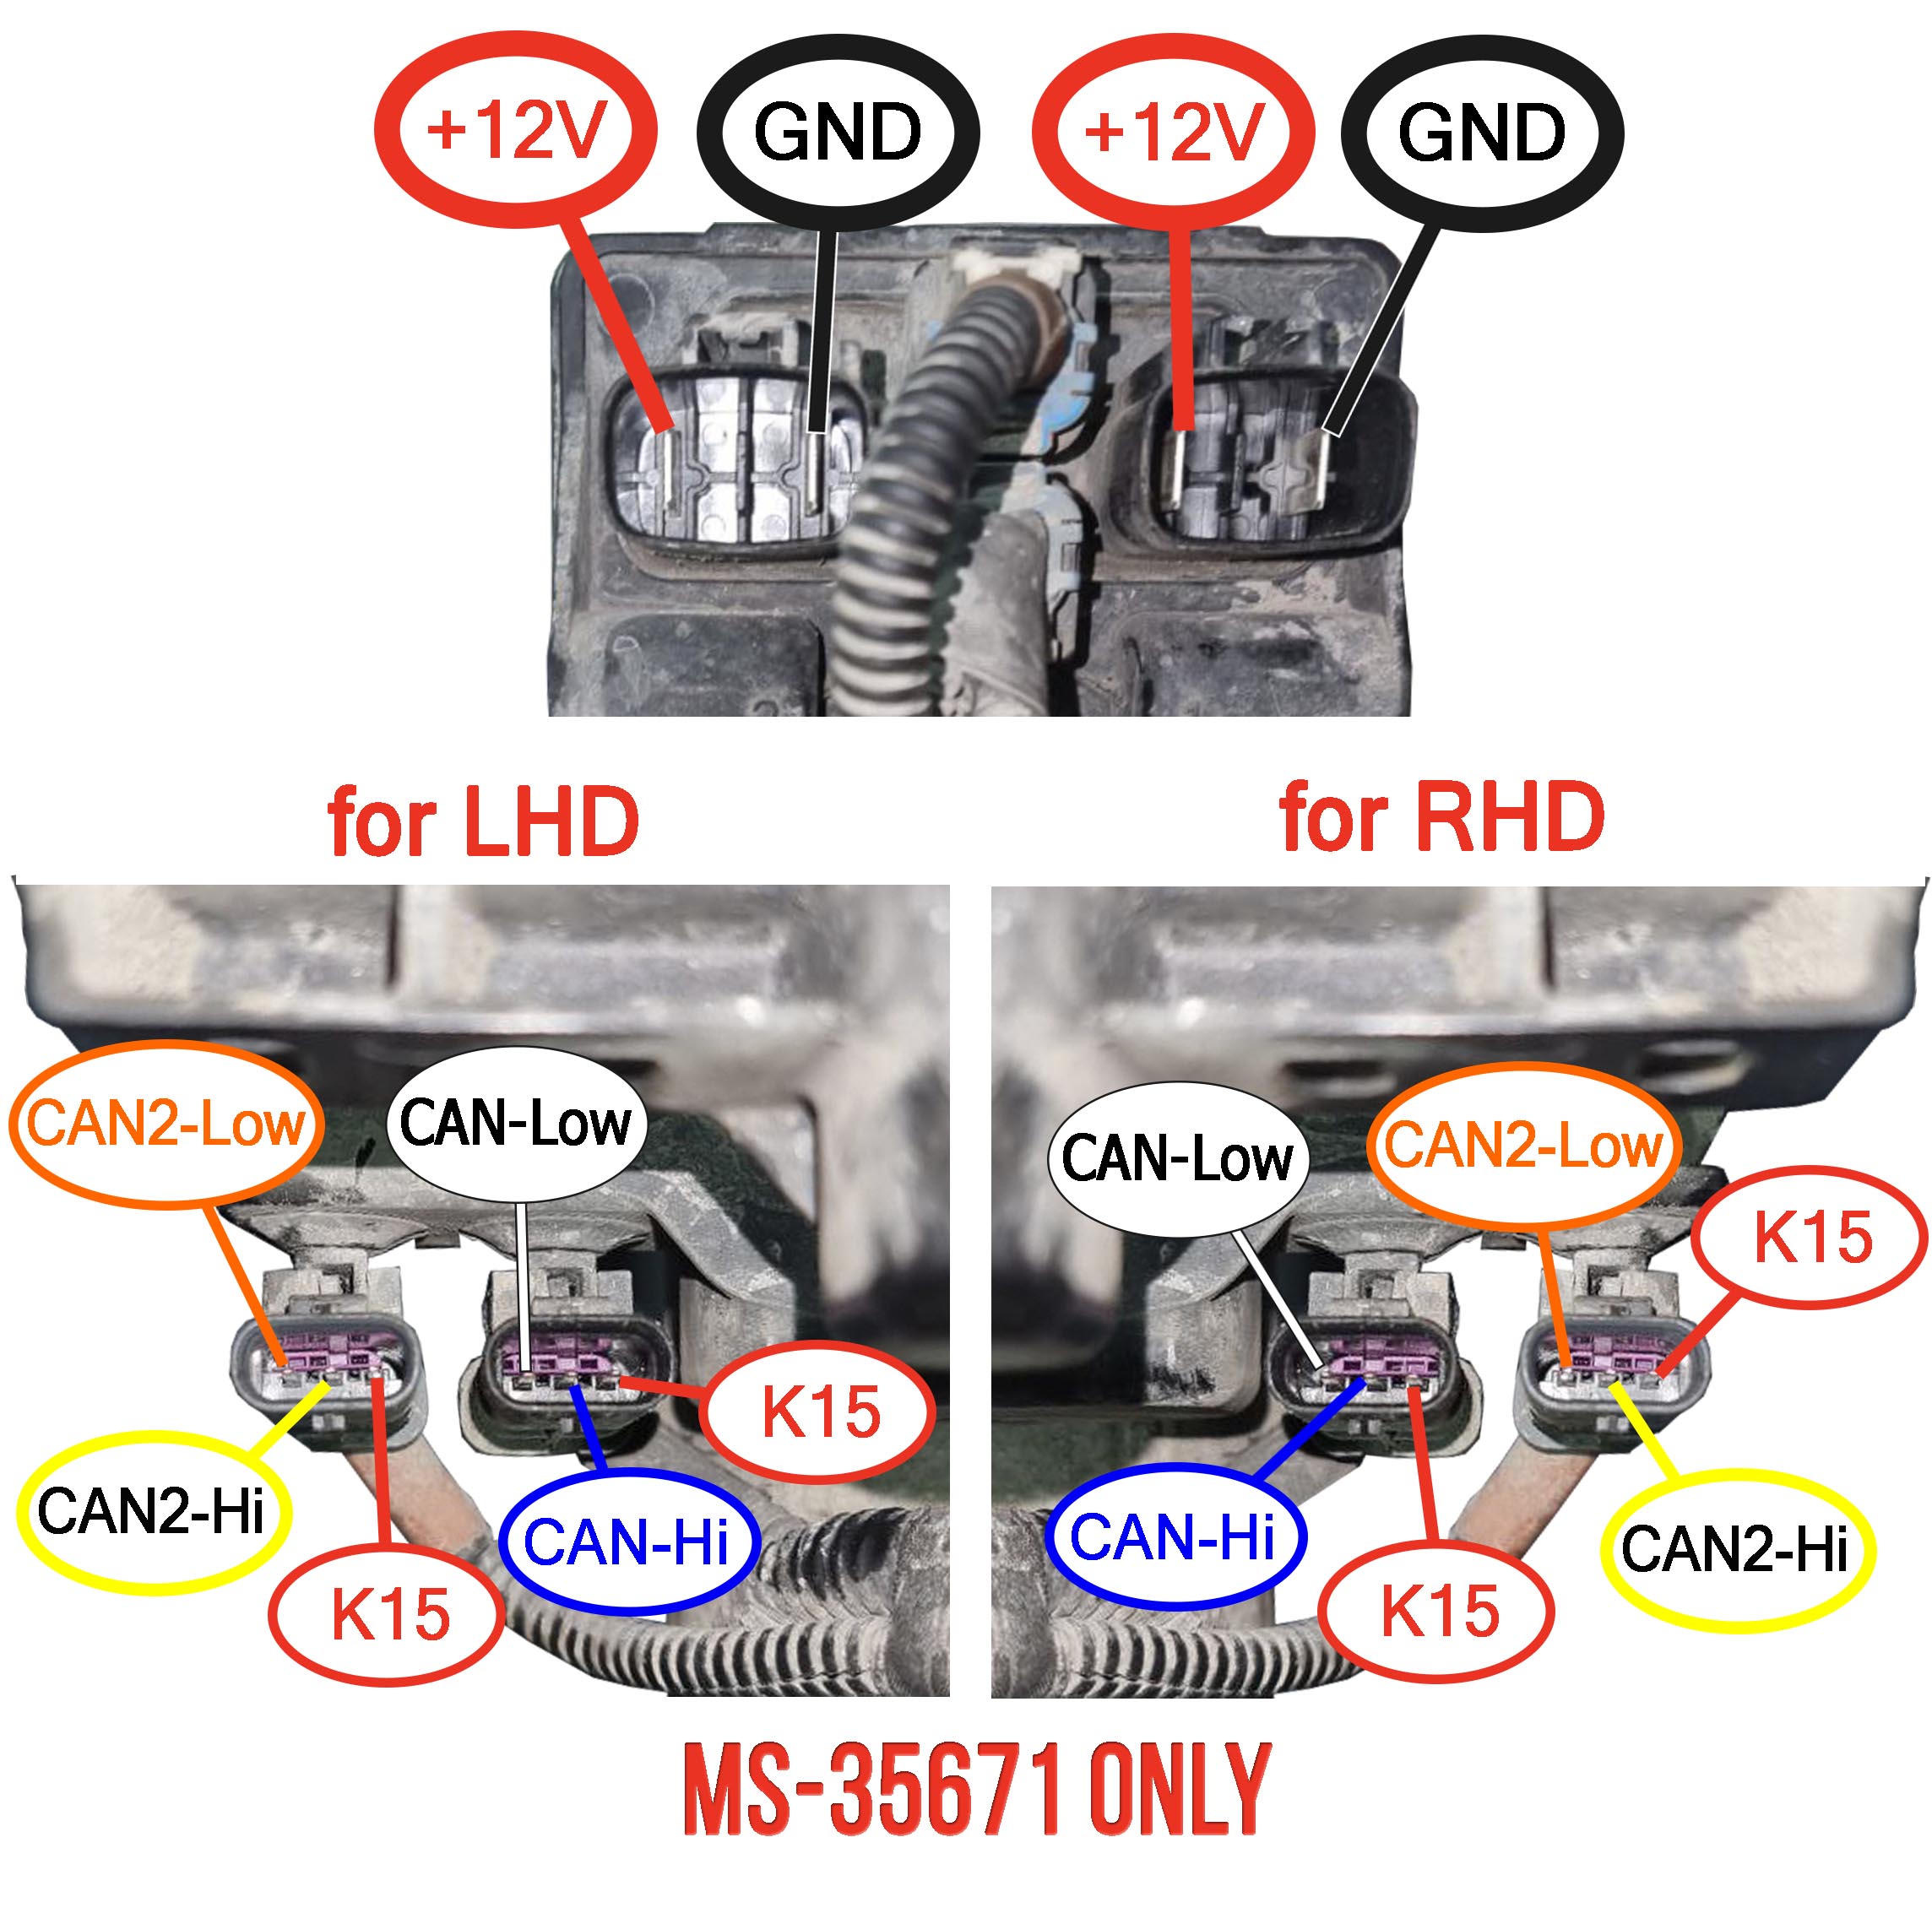 +12V
GND
+12V
GND
for LHD
for RHD
CAN2-Low
CAN-Low
CAN-Low
CAN2-Low
K15
K15
CAN2-Hi
CAN-Hi
K15
CAN-Hi
K15
CAN2-Hi
MS-35671 ONLY